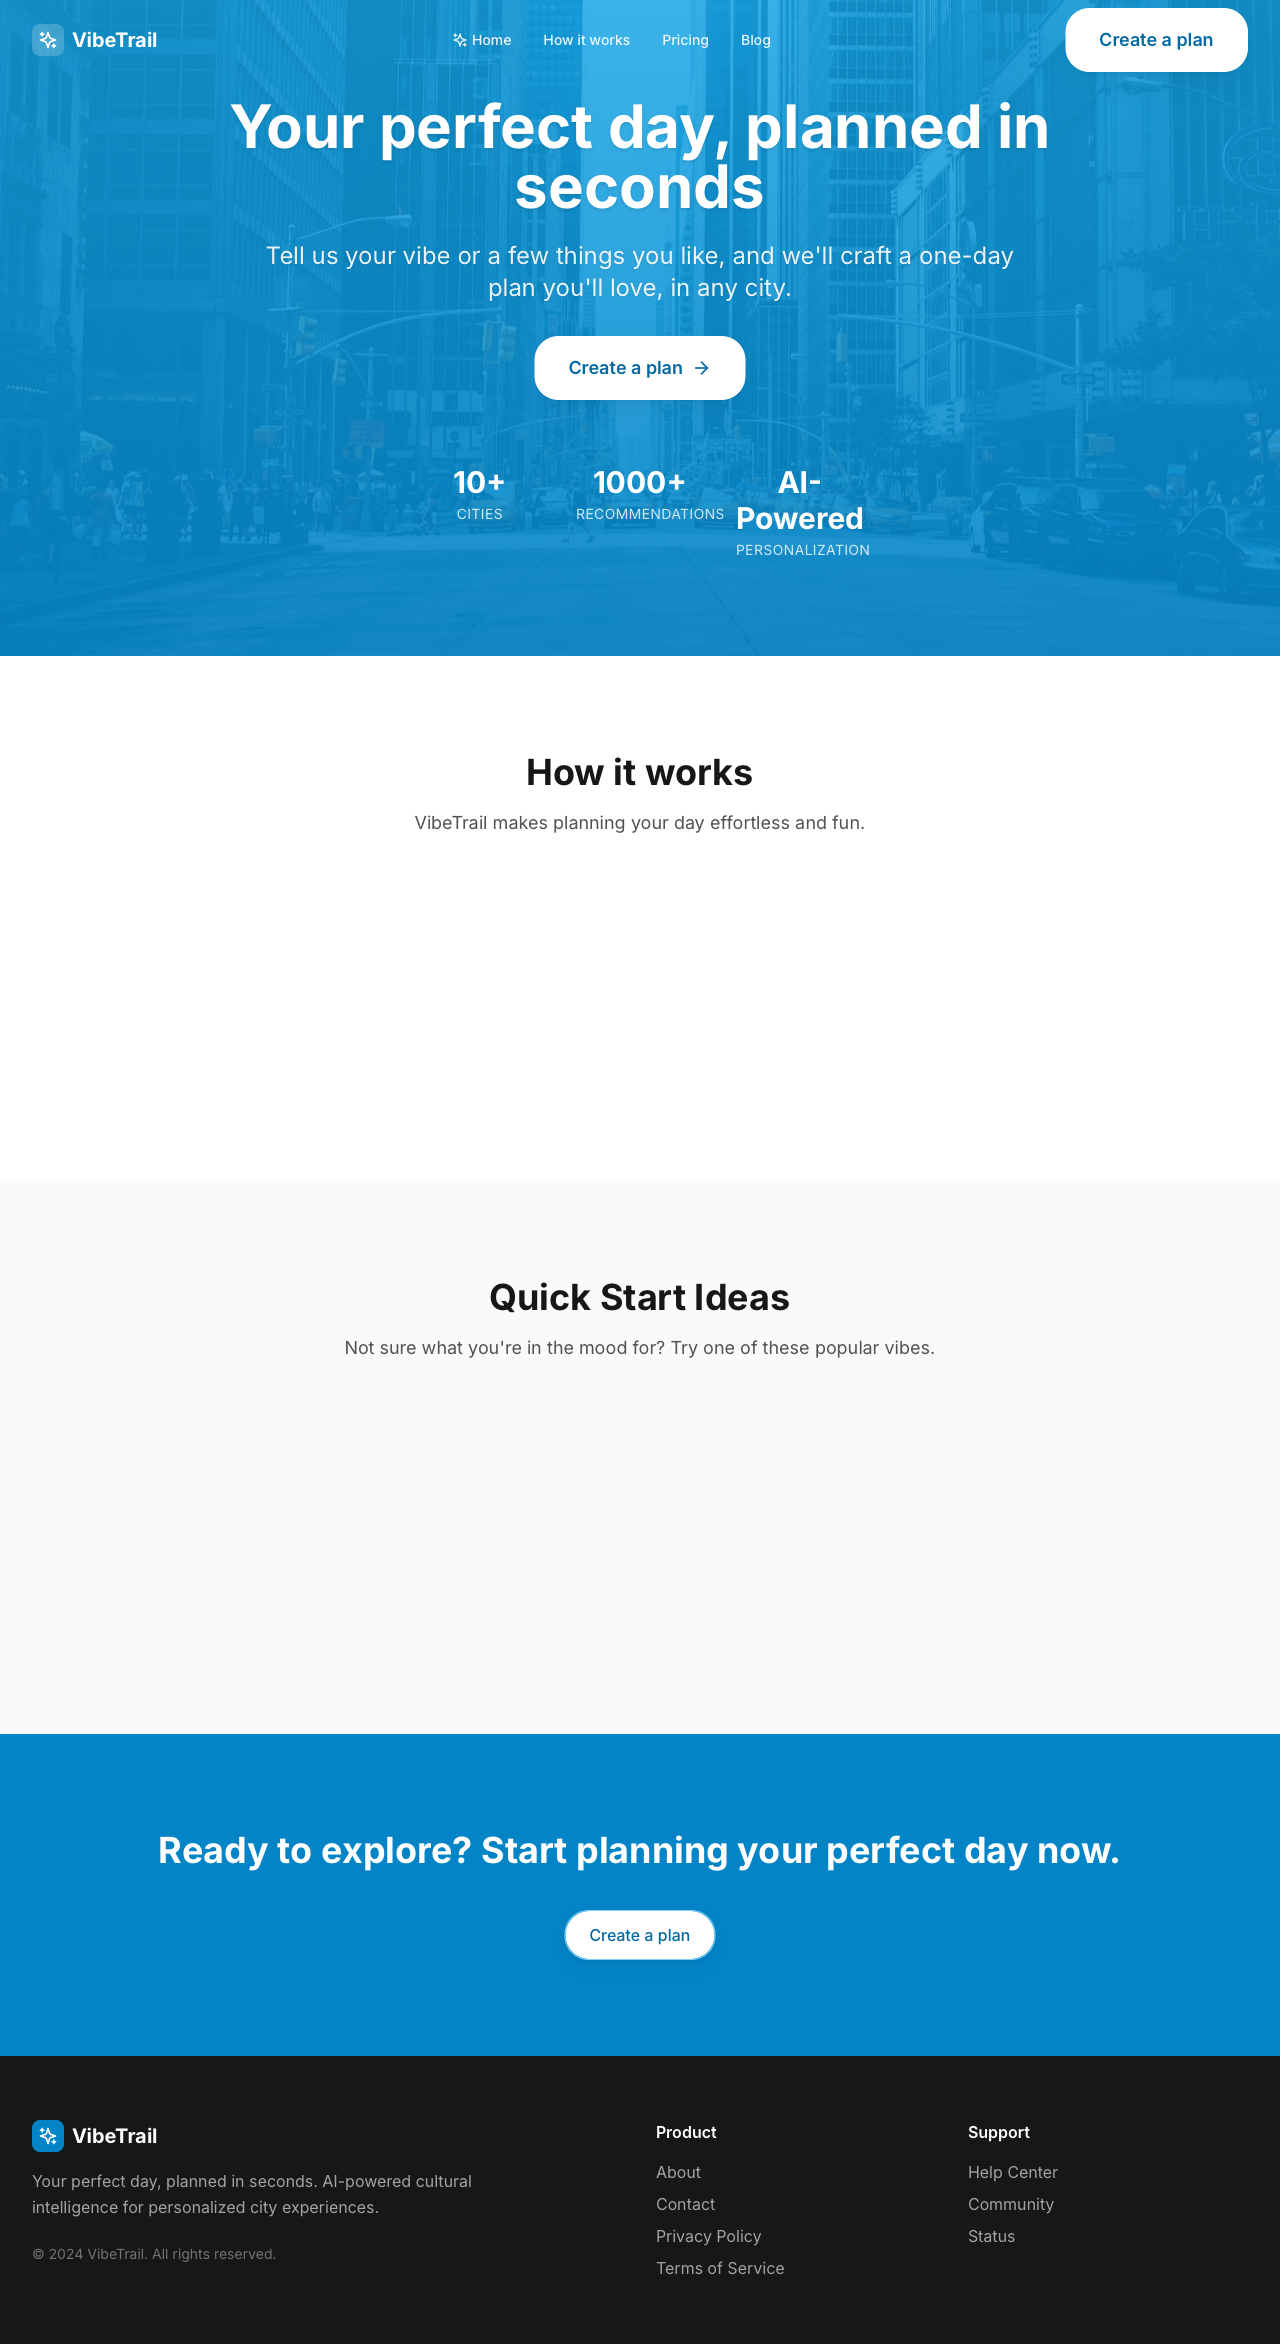 VibeTrail
Home
How it works
Pricing
Blog
Create a plan
Your perfect day, planned in
seconds
Tell us your vibe or a few things you like, and we'll craft a one-day
plan you'll love, in any city.
Create a plan
10+
CITIES
1000+
RECOMMENDATIONS
AI-
Powered
PERSONALIZATION
How it works
VibeTrail makes planning your day effortless and fun.
Quick Start Ideas
Not sure what you're in the mood for? Try one of these popular vibes.
Ready to explore? Start planning your perfect day now.
Create a plan
VibeTrail
Your perfect day, planned in seconds. AI-powered cultural
intelligence for personalized city experiences.
© 2024 VibeTrail. All rights reserved.
Product
About
Contact
Privacy Policy
Terms of Service
Support
Help Center
Community
Status